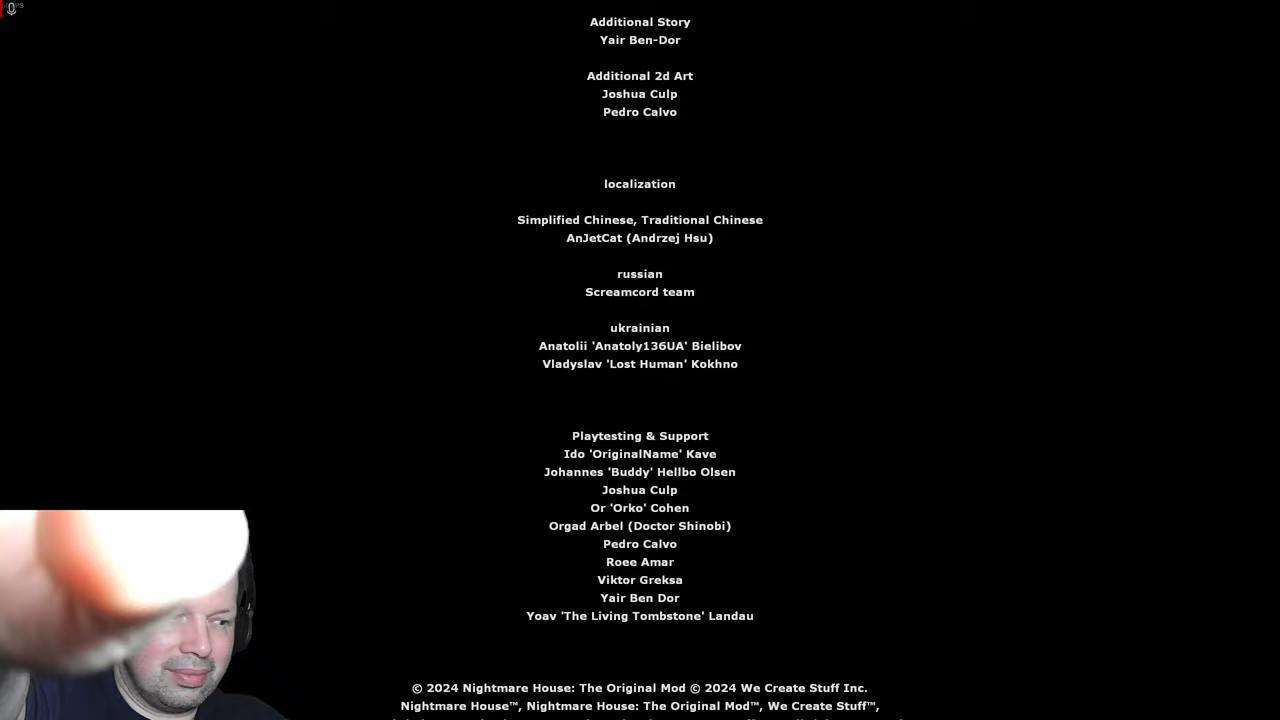 Additional Story
Yair Ben-Dor
Additional 2d Art
Joshua Culp
Pedro Calvo
localization
Simplified Chinese, Traditional Chinese
AnJetCat (Andrzej Hsu)
russian
Screamcord team
ukrainian
Anatolii 'Anatoly136UA' Bielibov
Vladyslav 'Lost Human' Kokhno
Playtesting & Support
Ido 'OriginalName' Kave
Johannes 'Buddy' Hellbo Olsen
Joshua Culp
Or 'Orko' Cohen
Orgad Arbel (Doctor Shinobi)
Pedro Calvo
Roee Amar
Viktor Greksa
Yair Ben Dor
Yoav 'The Living Tombstone' Landau
© 2024 Nightmare House: The Original Mod © 2024 We Create Stuff Inc.
Nightmare House™, Nightmare House: The Original Mod™, We Create Stuff™,